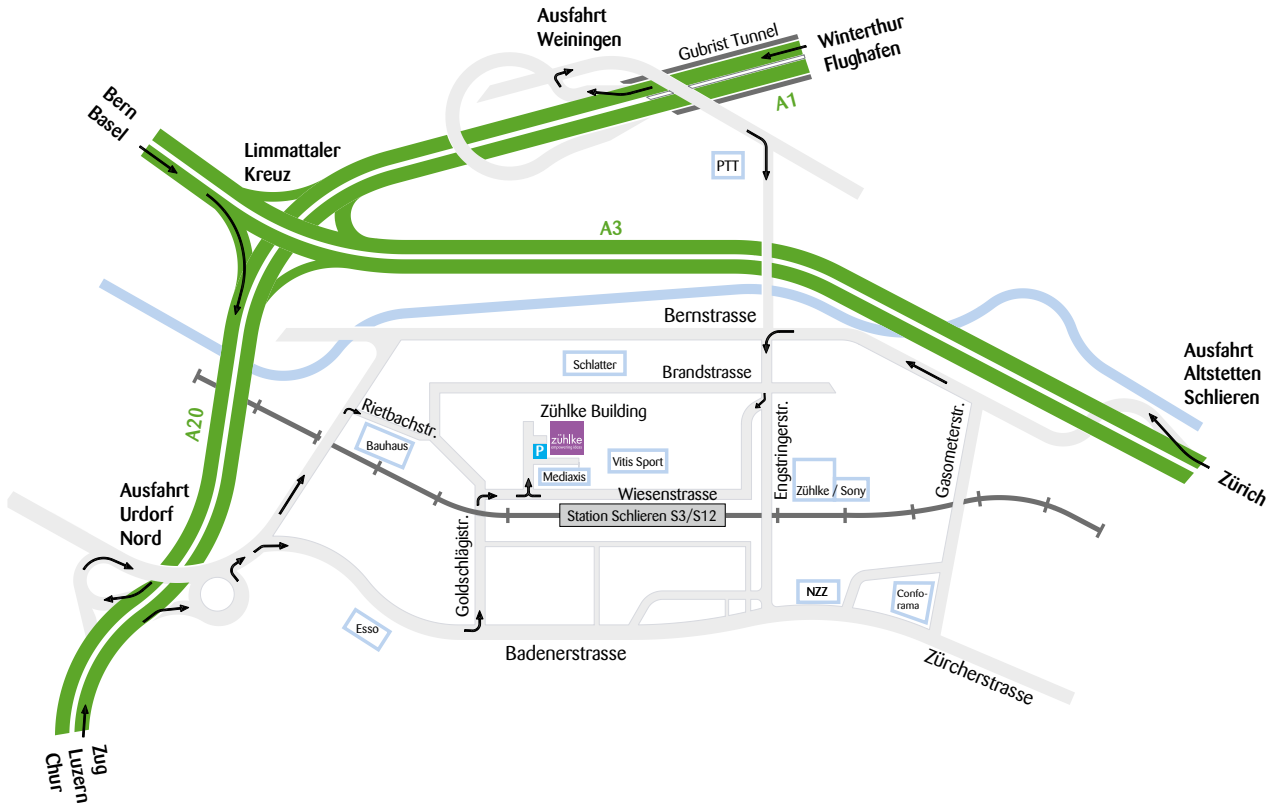 Ausfahrt
Weiningen
Gubrist Tunnel
Winterthur
Flughafen
A1
Bern
Basel
Limmattaler
Kreuz
PTT
A3
Bernstrasse
Schlatter
Brandstrasse
Ausfahrt
Altstetten
Schlieren
Zürich
A20
Rietbachstr.
Bauhaus
Zühlke Building
zühlke
empowering ideas
P
Mediaxis
Vitis Sport
Wiesenstrasse
Engstringerstr.
Zühlke / Sony
Gasometerstr.
Station Schlieren S3/S12
Ausfahrt
Urdorf
Nord
Goldschlägistr.
Esso
Badenerstrasse
NZZ
Confo-
rama
Zürcherstrasse
Zug
Luzern
Chur